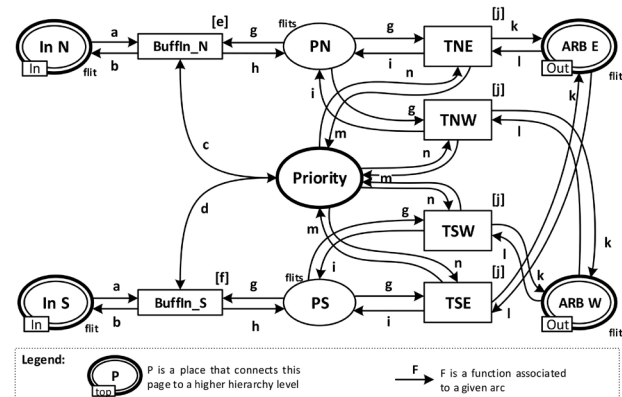 In N
In
flit
a
b
BuffIn_N
[e]
g
h
flits
PN
g
i
TNE
[j]
k
l
ARB E
Out
flit
n
i
m
g
TNW
[j]
l
k
c
Priority
n
m
n
k
d
m
g
TSW
[j]
i
n
l
k
In S
In
flit
a
b
BuffIn_S
[f]
g
h
flits
PS
g
i
TSE
[j]
l
ARB W
Out
flit
Legend:
P
top
P is a place that connects this
page to a higher hierarchy level
F
F is a function associated
to a given arc